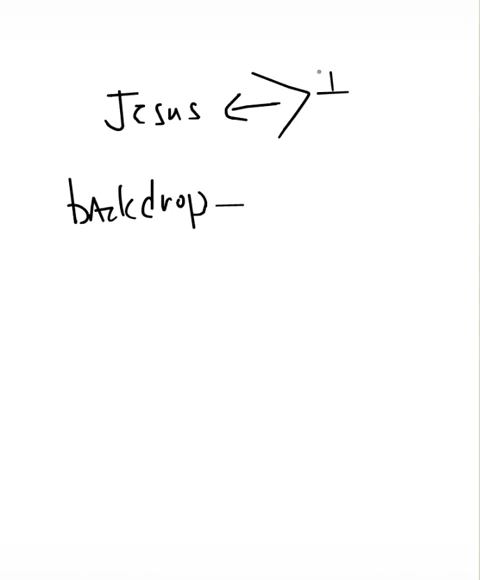 Jesus <-> ⊥
backdrop —